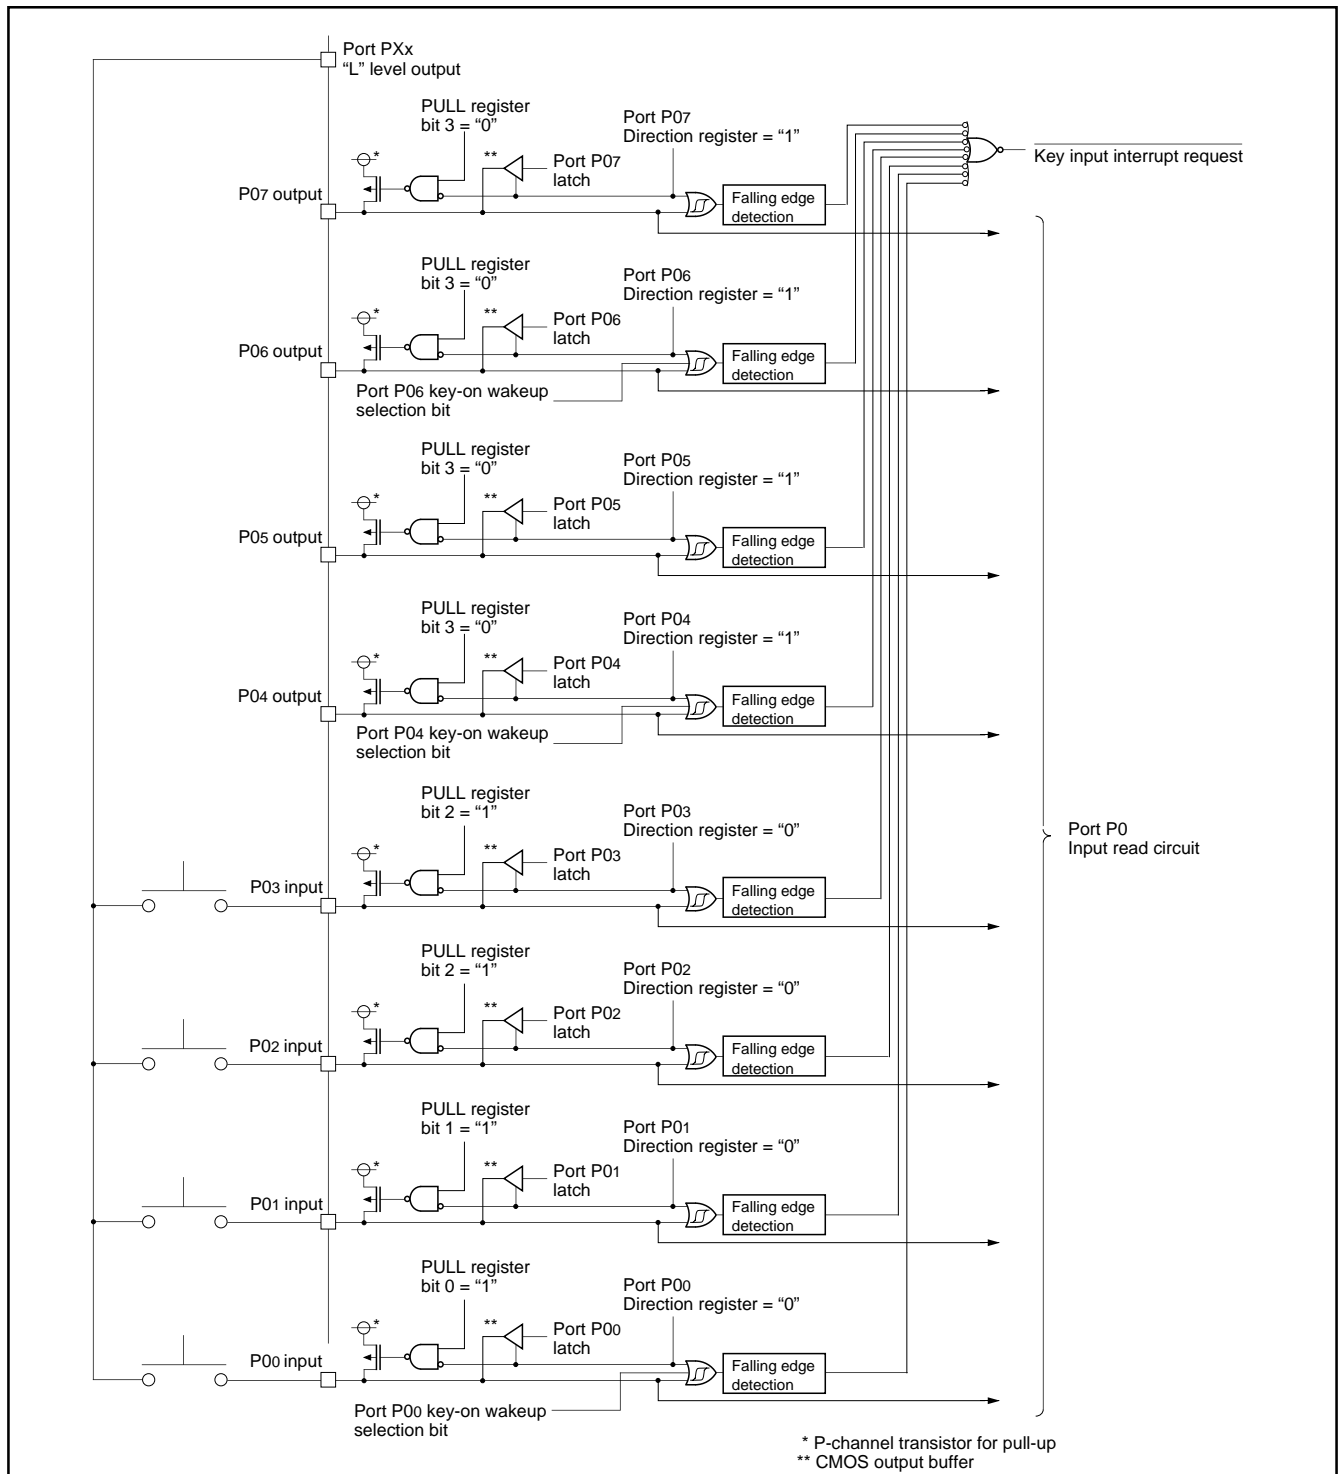 Port PXx
“L” level output
PULL register
bit 3 = “0”
Port P07
Direction register = “1”
*
**
Port P07
latch
Key input interrupt request
P07 output
Falling edge
detection
PULL register
bit 3 = “0”
Port P06
Direction register = “1”
*
**
Port P06
latch
P06 output
Falling edge
detection
Port P06 key-on wakeup
selection bit
PULL register
bit 3 = “0”
Port P05
Direction register = “1”
*
**
Port P05
latch
P05 output
Falling edge
detection
PULL register
bit 3 = “0”
Port P04
Direction register = “1”
*
**
Port P04
latch
P04 output
Falling edge
detection
Port P04 key-on wakeup
selection bit
PULL register
bit 2 = “1”
Port P03
Direction register = “0”
Port P0
Input read circuit
*
**
Port P03
latch
P03 input
Falling edge
detection
PULL register
bit 2 = “1”
Port P02
Direction register = “0”
*
**
Port P02
latch
P02 input
Falling edge
detection
PULL register
bit 1 = “1”
Port P01
Direction register = “0”
*
**
Port P01
latch
P01 input
Falling edge
detection
PULL register
bit 0 = “1”
Port P00
Direction register = “0”
*
**
Port P00
latch
P00 input
Falling edge
detection
Port P00 key-on wakeup
selection bit
* P-channel transistor for pull-up
** CMOS output buffer